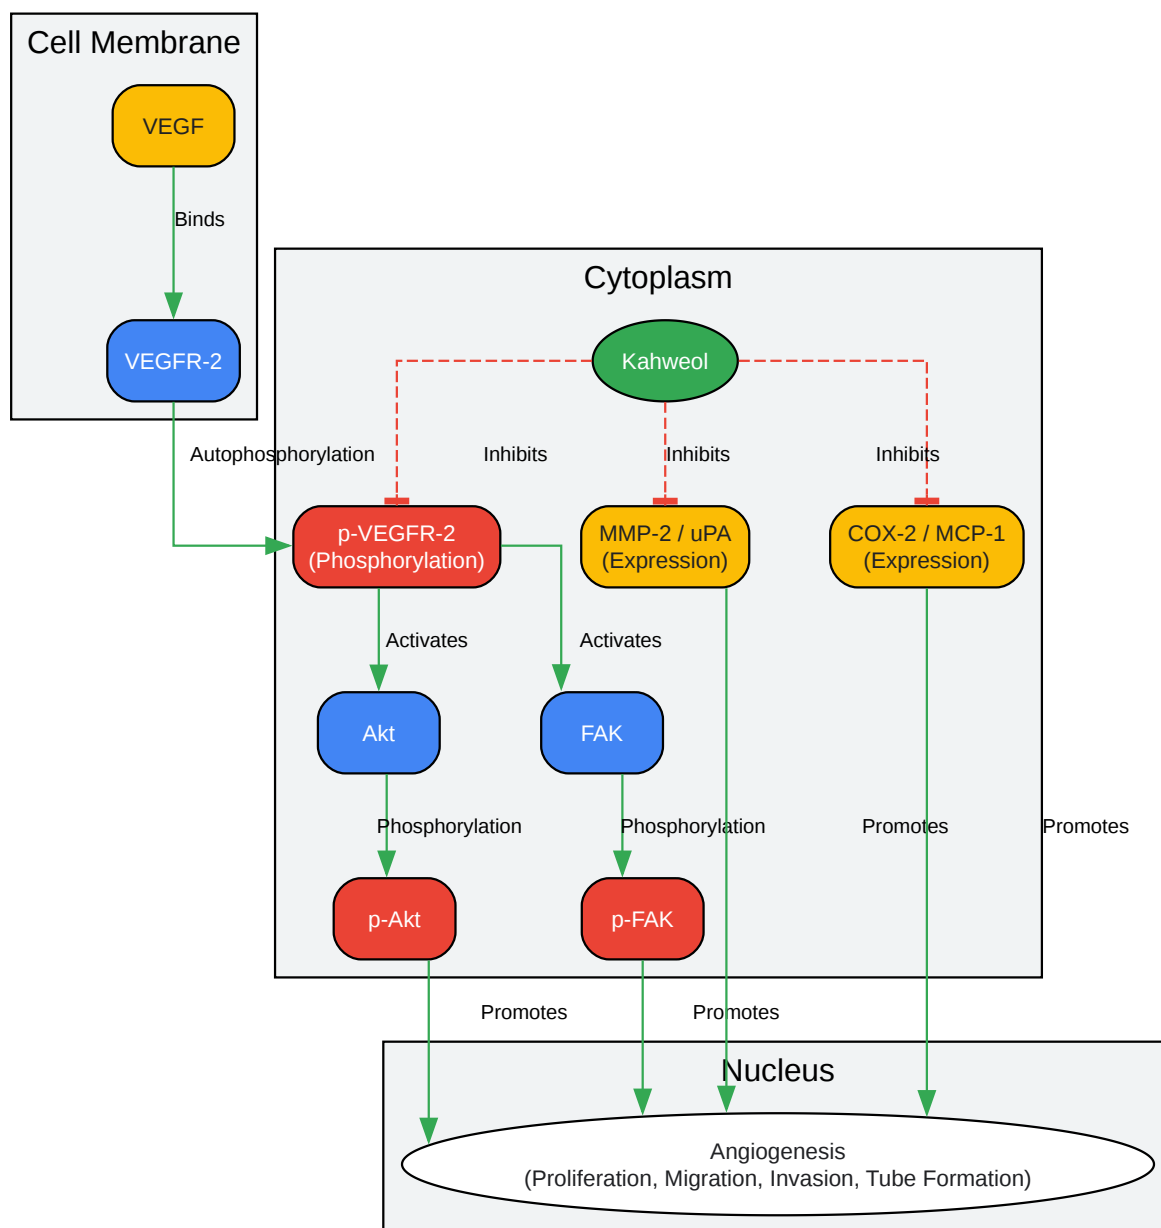 Cell Membrane
VEGF
Binds
Cytoplasm
VEGFR-2
Kahweol
Autophosphorylation
Inhibits
Inhibits
Inhibits
p-VEGFR-2
(Phosphorylation)
MMP-2 / uPA
(Expression)
COX-2 / MCP-1
(Expression)
Activates
Activates
Akt
FAK
Phosphorylation
Phosphorylation
Promotes
Promotes
p-Akt
p-FAK
Promotes
Promotes
Nucleus
Angiogenesis
(Proliferation, Migration, Invasion, Tube Formation)